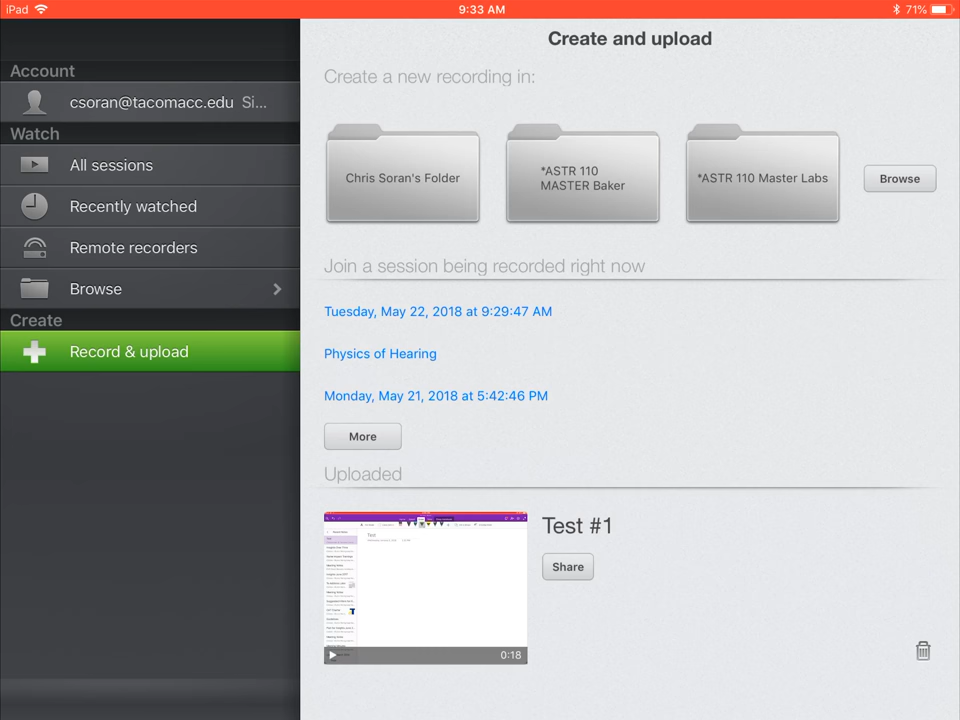 iPad
9:33 AM
71%
Account
csoran@tacomacc.edu Si...
Watch
All sessions
Recently watched
Remote recorders
Browse
Create
Record & upload
Create and upload
Create a new recording in:
Chris Soran's Folder
*ASTR 110
MASTER Baker
*ASTR 110 Master Labs
Browse
Join a session being recorded right now
Tuesday, May 22, 2018 at 9:29:47 AM
Physics of Hearing
Monday, May 21, 2018 at 5:42:46 PM
More
Uploaded
Test
0:18
Test #1
Share